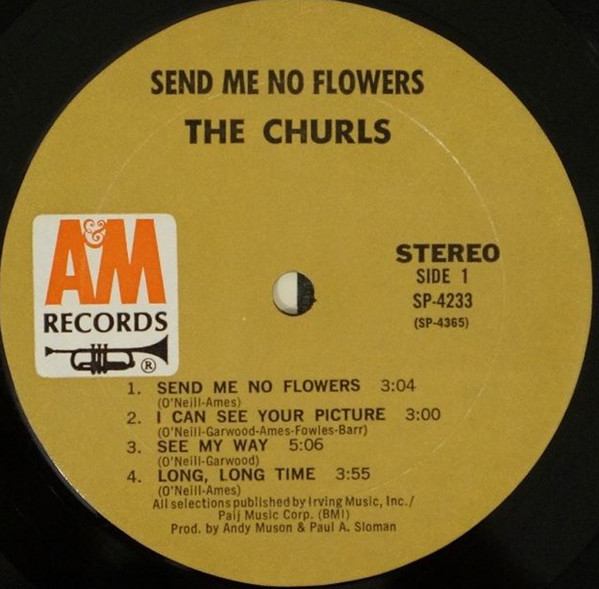 SEND ME NO FLOWERS
THE CHURLS
A&M
RECORDS
®
STEREO
SIDE 1
SP-4233
(SP-4365)
1. SEND ME NO FLOWERS 3:04
(O'Neill-Ames)
2. I CAN SEE YOUR PICTURE 3:00
(O'Neill-Garwood-Ames-Fowles-Barr)
3. SEE MY WAY 5:06
(O'Neill-Garwood)
4. LONG, LONG TIME 3:55
(O'Neill-Ames)
All selections published by Irving Music, Inc./
Paij Music Corp. (BMI)
Prod. by Andy Muson & Paul A. Sloman